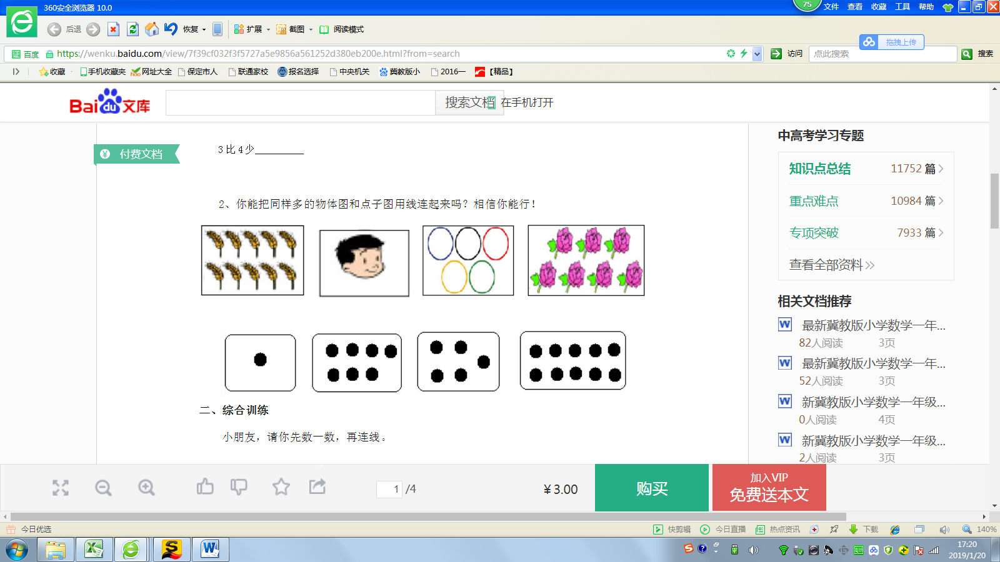 360安全浏览器 10.0
75
文件 查看 收藏 工具 帮助
后退 恢复 扩展 截图 阅读模式
拖拽上传
证 百度 https://wenku.baidu.com/view/7f39cf032f3f5727a5e9856a561252d380eb200e.html?from=search
访问 点此搜索 搜索
收藏 手机收藏夹 网址大全 保定市人 联通家校 报名选择 中央机关 冀教版小 2016一 【精品】
Bai du 文库 搜索文档 在手机打开
付费文档
3 比 4 少
2、你能把同样多的物体图和点子图用线连起来吗？相信你能行！
二、综合训练
小朋友，请你先数一数，再连线。
中高考学习专题
知识点总结 11752 篇
重点难点 10984 篇
专项突破 7933 篇
查看全部资料
相关文档推荐
最新冀教版小学数学一年...
82人阅读 3页
最新冀教版小学数学一年...
52人阅读 3页
新冀教版小学数学一年级...
0人阅读 4页
新冀教版小学数学一年级...
2人阅读 3页
1 /4
¥3.00
购买
加入VIP
免费送本文
今日优选
快剪辑 今日直播 热点资讯 下载 140%
17:20
2019/1/20